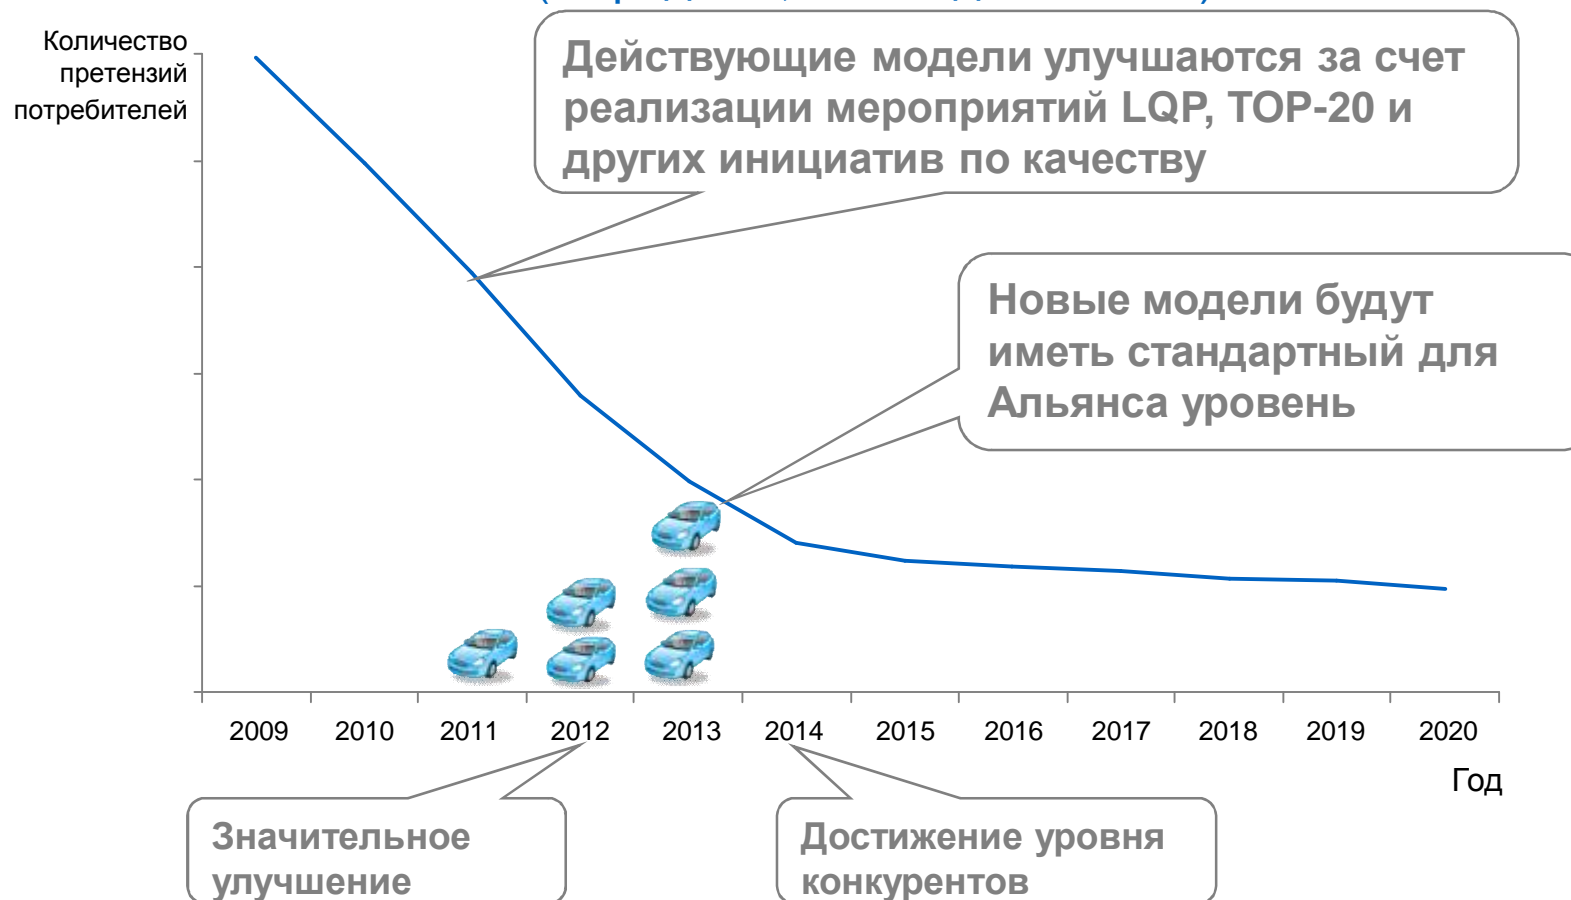 Количество
претензий
потребителей
Действующие модели улучшаются за счет
реализации мероприятий LQP, TOP-20 и
других инициатив по качеству
Новые модели будут
иметь стандартный для
Альянса уровень
2009 2010 2011 2012 2013 2014 2015 2016 2017 2018 2019 2020
Год
Значительное
улучшение
Достижение уровня
конкурентов